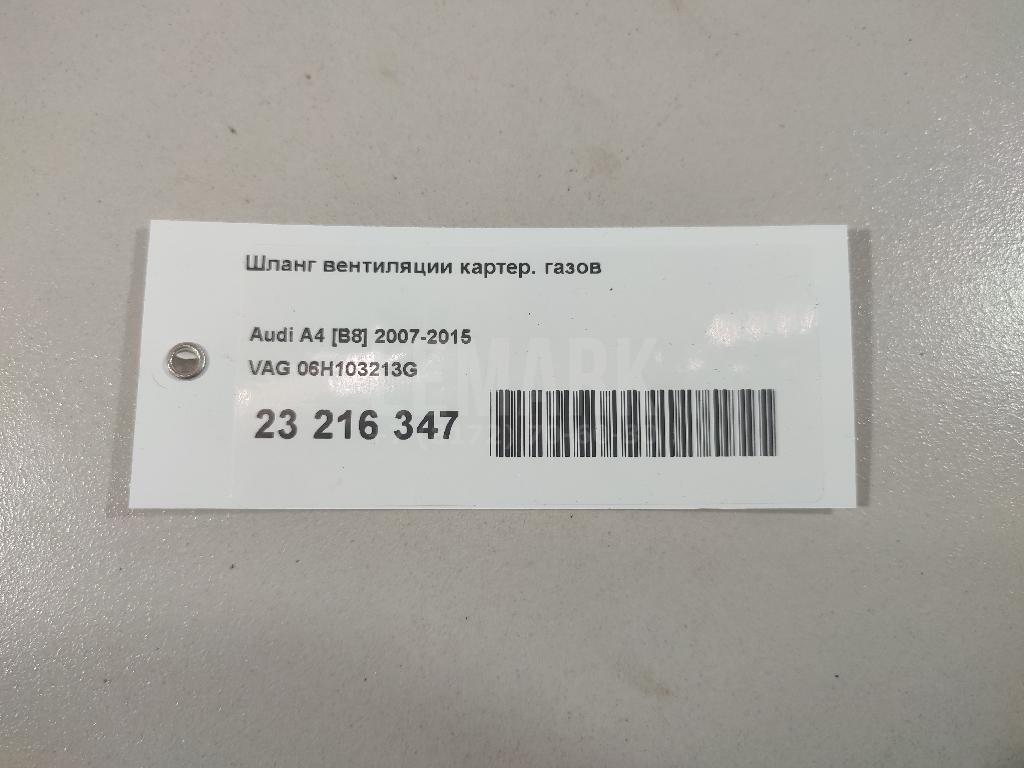 Шланг вентиляции картер. газов
Audi A4 [B8] 2007-2015
VAG 06H103213G
23 216 347